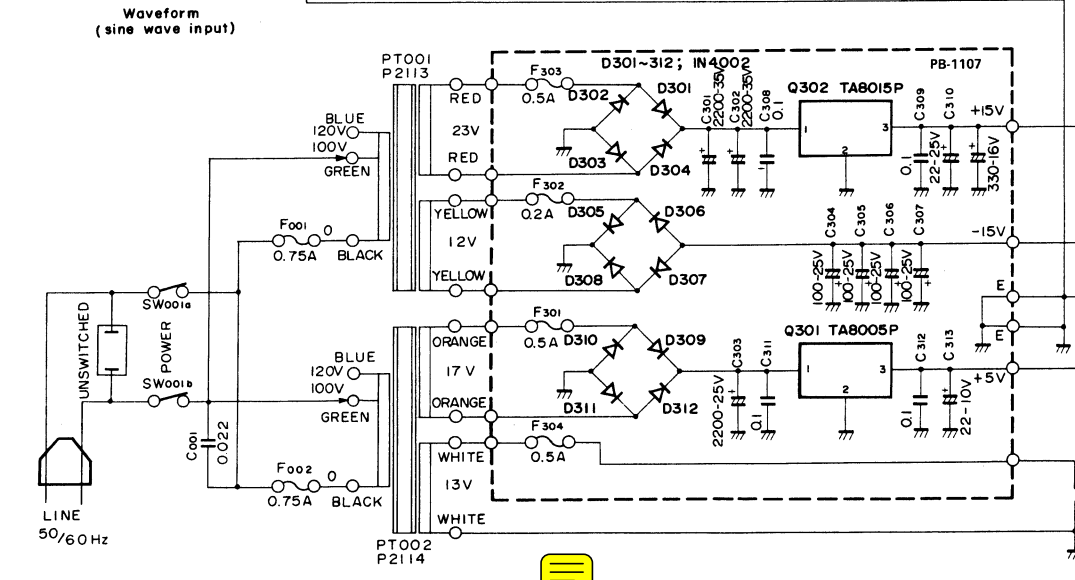 Waveform
(sine wave input)
PT001
P2113
D301~312; IN4002
PB-1107
F303
0.5A
RED
23V
RED
D302
D301
D303
D304
C301
2200-35V
C302
2200-35V
C308
0.1
Q302 TA8015P
1
2
3
C309
0.1
C310
22-25V
330-16V
+15V
BLUE
120V
100V
GREEN
F302
0.2A
YELLOW
12V
YELLOW
D305
D306
D308
D307
C304
100-25V
C305
100-25V
C306
100-25V
C307
100-25V
-15V
F001
0.75A
0
BLACK
E
E
SW001a
UNSWITCHED
POWER
SW001b
F301
0.5A
ORANGE
17V
ORANGE
D310
D309
D311
D312
C303
2200-25V
C311
0.1
Q301 TA8005P
1
2
3
C312
0.1
C313
22-10V
+5V
BLUE
120V
100V
GREEN
C001
0.022
F304
0.5A
WHITE
13V
WHITE
F002
0.75A
0
BLACK
LINE
50/60Hz
PT002
P2114